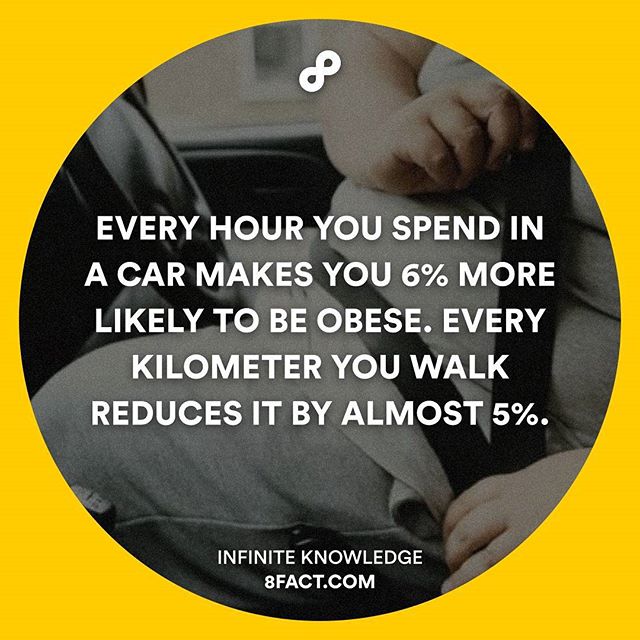 EVERY HOUR YOU SPEND IN
A CAR MAKES YOU 6% MORE
LIKELY TO BE OBESE. EVERY
KILOMETER YOU WALK
REDUCES IT BY ALMOST 5%.
INFINITE KNOWLEDGE
8FACT.COM